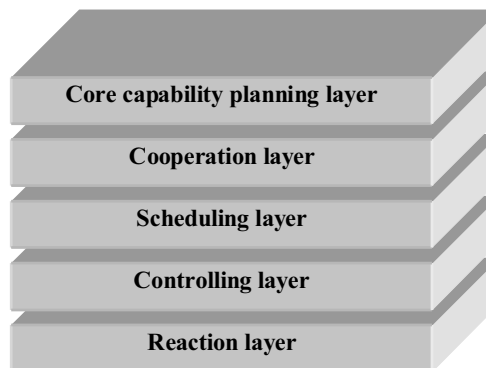 Core capability planning layer
Cooperation layer
Scheduling layer
Controlling layer
Reaction layer